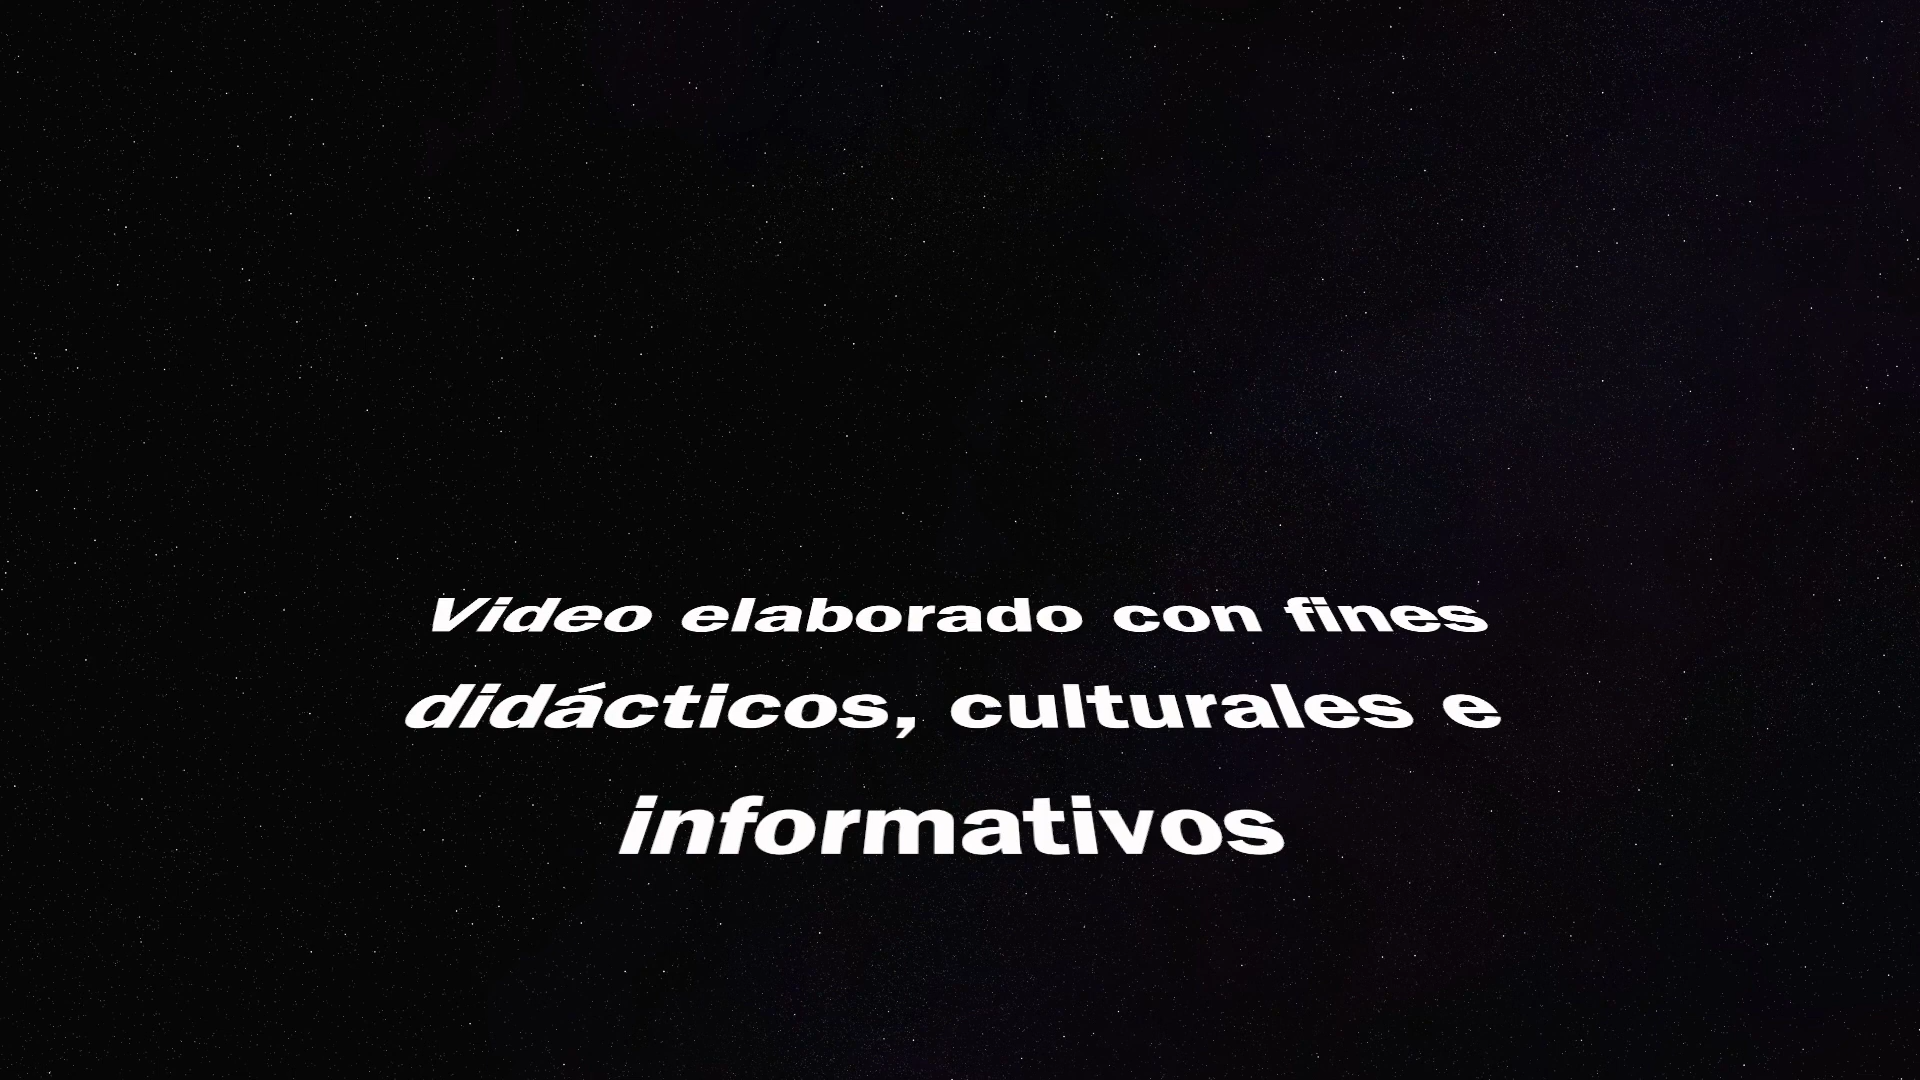 Video elaborado con fines
didácticos, culturales e
informativos